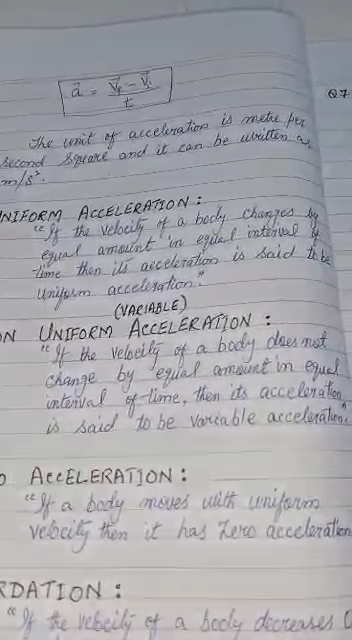 a⃗ = v⃗f − v⃗i / t
Q7
The unit of acceleration is metre per
second square and it can be written as
m/s².
UNIFORM ACCELERATION :
"If the velocity of a body changes by
equal amount in equal interval of
time then its acceleration is said to be
uniform acceleration."
(VARIABLE)
ON UNIFORM ACCELERATION :
"If the velocity of a body does not
change by equal amount in equal
interval of time, then its acceleration
is said to be variable acceleration."
O ACCELERATION :
"If a body moves with uniform
velocity then it has Zero acceleration
RDATION :
"If the velocity of a body decreases